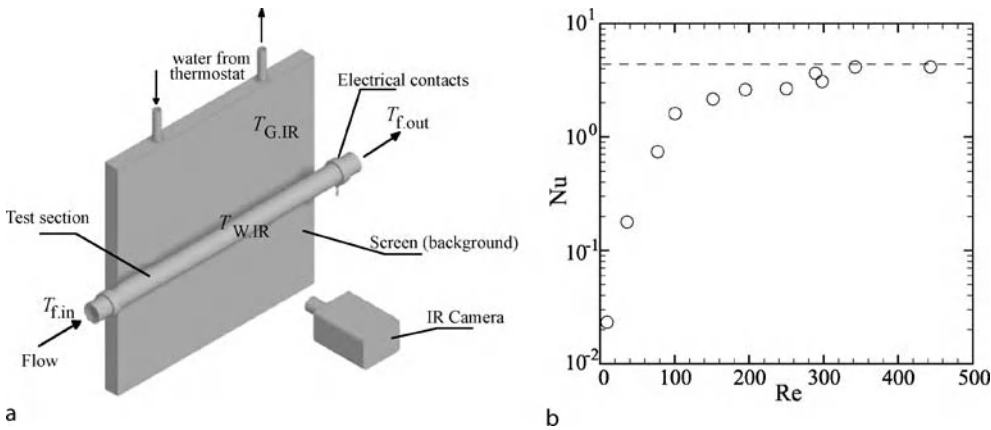 water from
thermostat
Electrical contacts
T_G.IR
T_f.out
Test section
T_W.IR
Screen (background)
T_f.in
IR Camera
Flow
a
10^1
10^0
10^-1
10^-2
Nu
0 100 200 300 400 500
Re
b